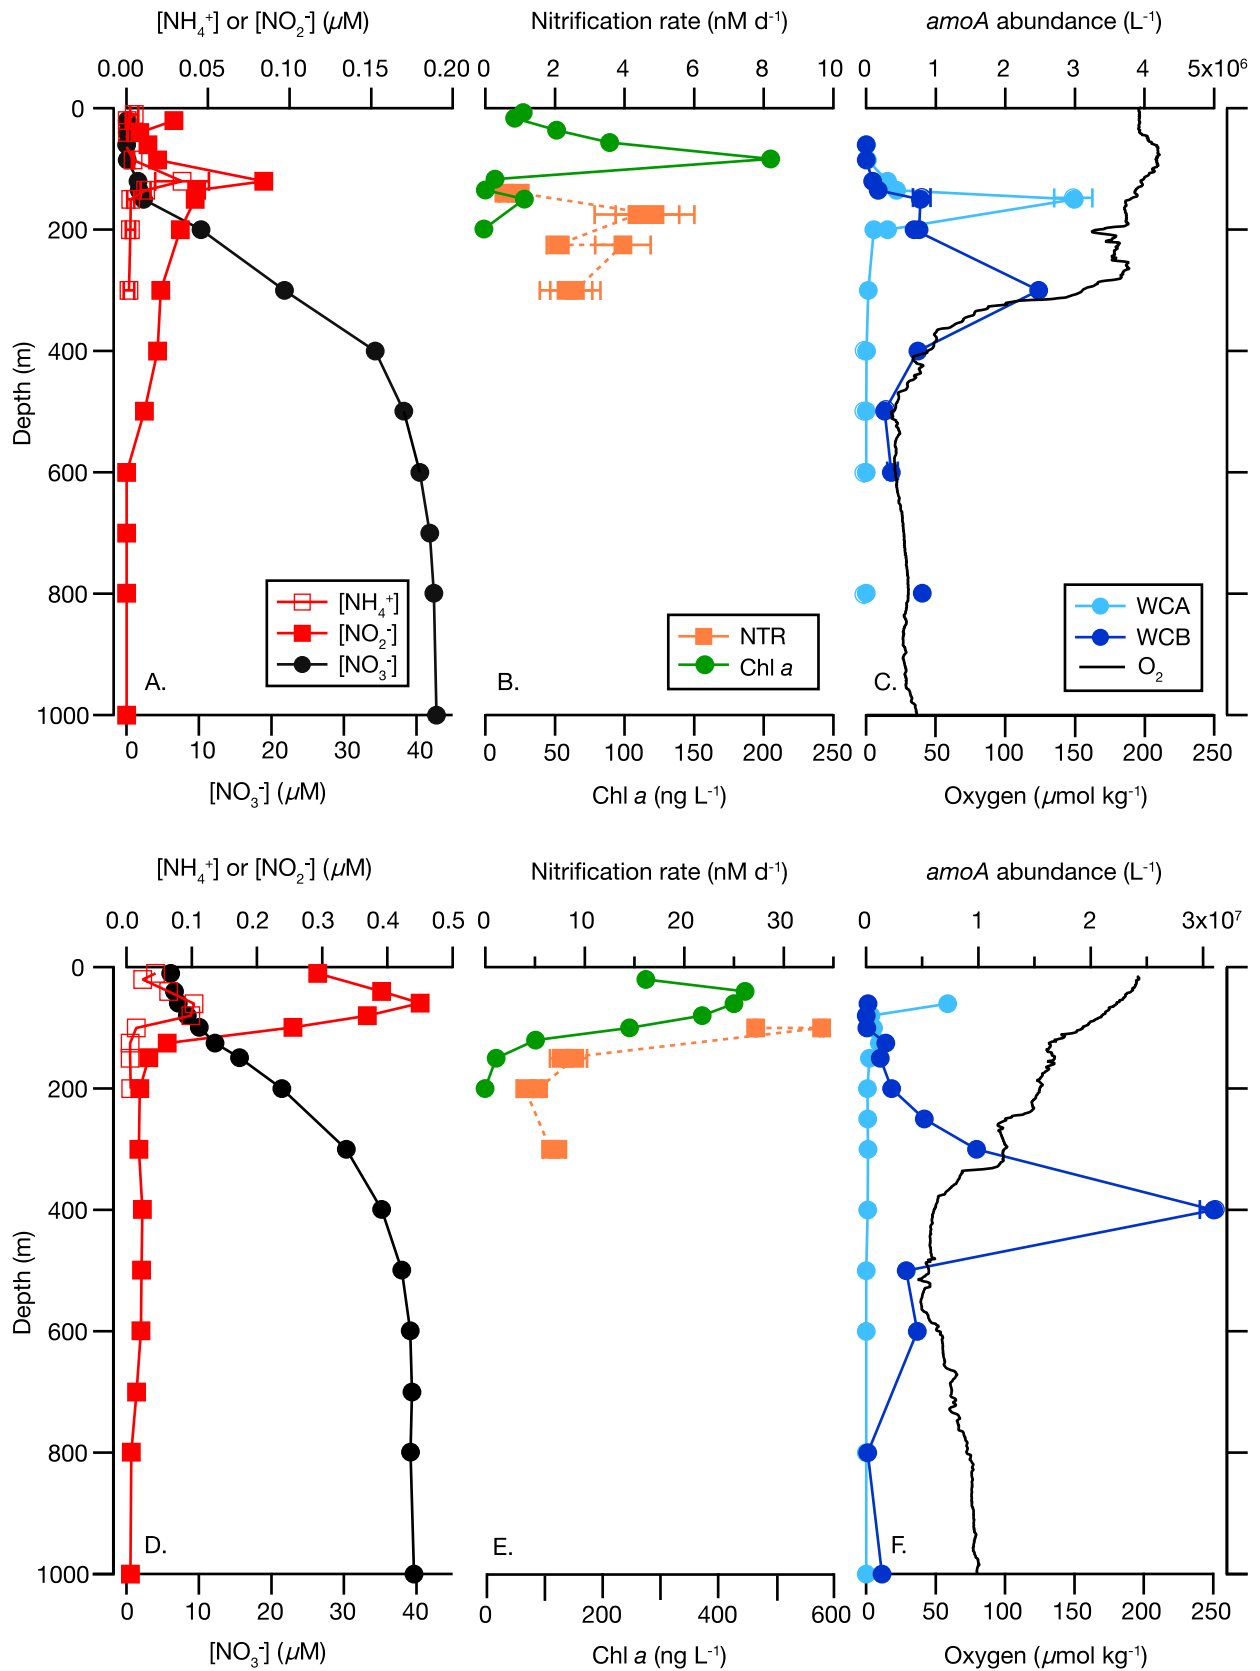 [NH₄⁺] or [NO₂⁻] (µM) Nitrification rate (nM d⁻¹) amoA abundance (L⁻¹)
0.00 0.05 0.10 0.15 0.20 0 2 4 6 8 10 0 1 2 3 4 5x10⁶
0
200
400
600
800
1000
Depth (m)
[NH₄⁺]
[NO₂⁻]
[NO₃⁻]
A.
NTR
Chl a
B.
WCA
WCB
O₂
C.
0 10 20 30 40 0 50 100 150 200 250 0 50 100 150 200 250
[NO₃⁻] (µM) Chl a (ng L⁻¹) Oxygen (µmol kg⁻¹)
[NH₄⁺] or [NO₂⁻] (µM) Nitrification rate (nM d⁻¹) amoA abundance (L⁻¹)
0.0 0.1 0.2 0.3 0.4 0.5 0 10 20 30 0 1 2 3x10⁷
0
200
400
600
800
1000
Depth (m)
D. E. F.
0 10 20 30 40 0 200 400 600 0 50 100 150 200 250
[NO₃⁻] (µM) Chl a (ng L⁻¹) Oxygen (µmol kg⁻¹)